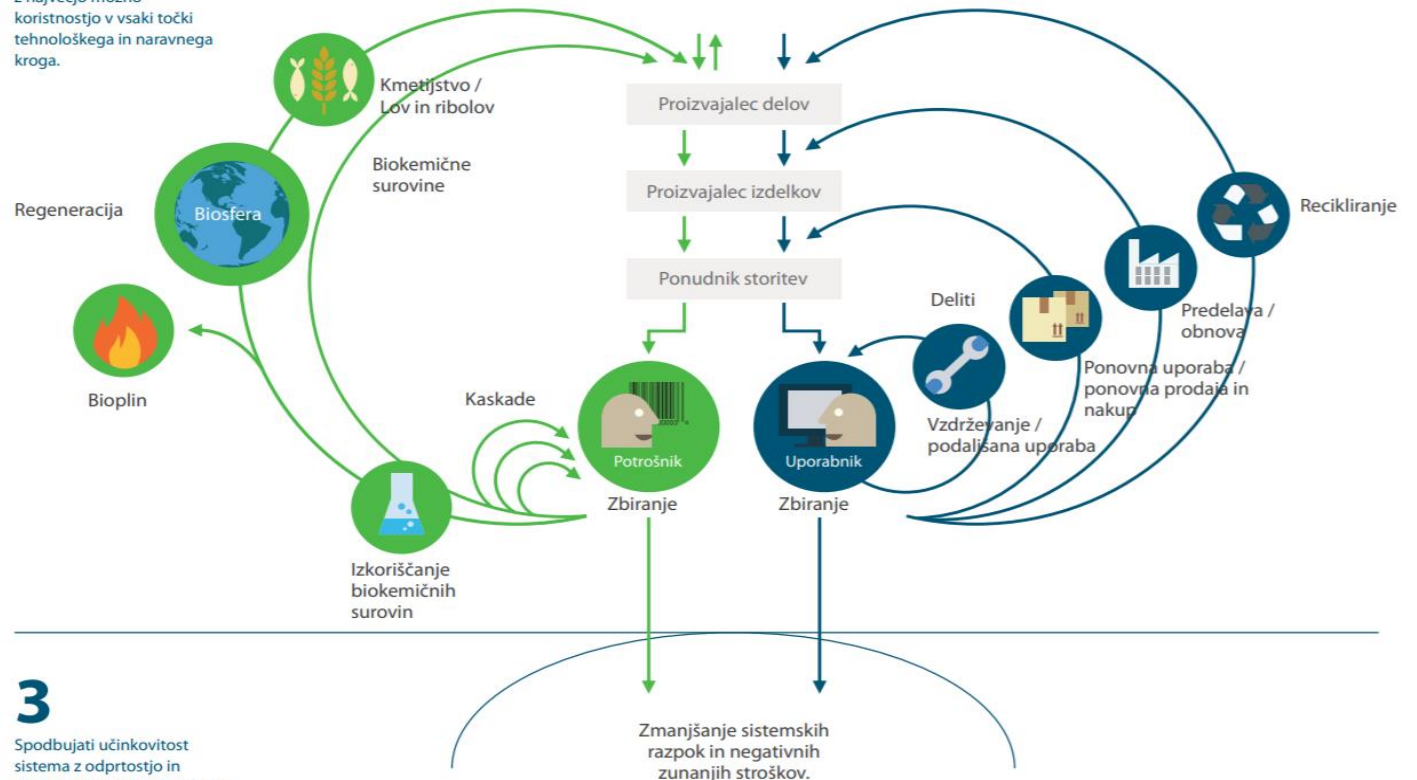 z največjo možno
koristnostjo v vsaki točki
tehnološkega in naravnega
kroga.
Kmetijstvo /
Lov in ribolov
Biokemične
surovine
Regeneracija
Biosfera
Bioplin
Kaskade
Izkoriščanje
biokemičnih
surovin
Proizvajalec delov
Proizvajalec izdelkov
Ponudnik storitev
Potrošnik
Uporabnik
Zbiranje
Zbiranje
Deliti
Vzdrževanje /
podaljšana uporaba
Ponovna uporaba /
ponovna prodaja in
nakup
Predelava /
obnova
Recikliranje
3
Spodbujati učinkovitost
sistema z odprtostjo in
Zmanjšanje sistemskih
razpok in negativnih
zunanjih stroškov.